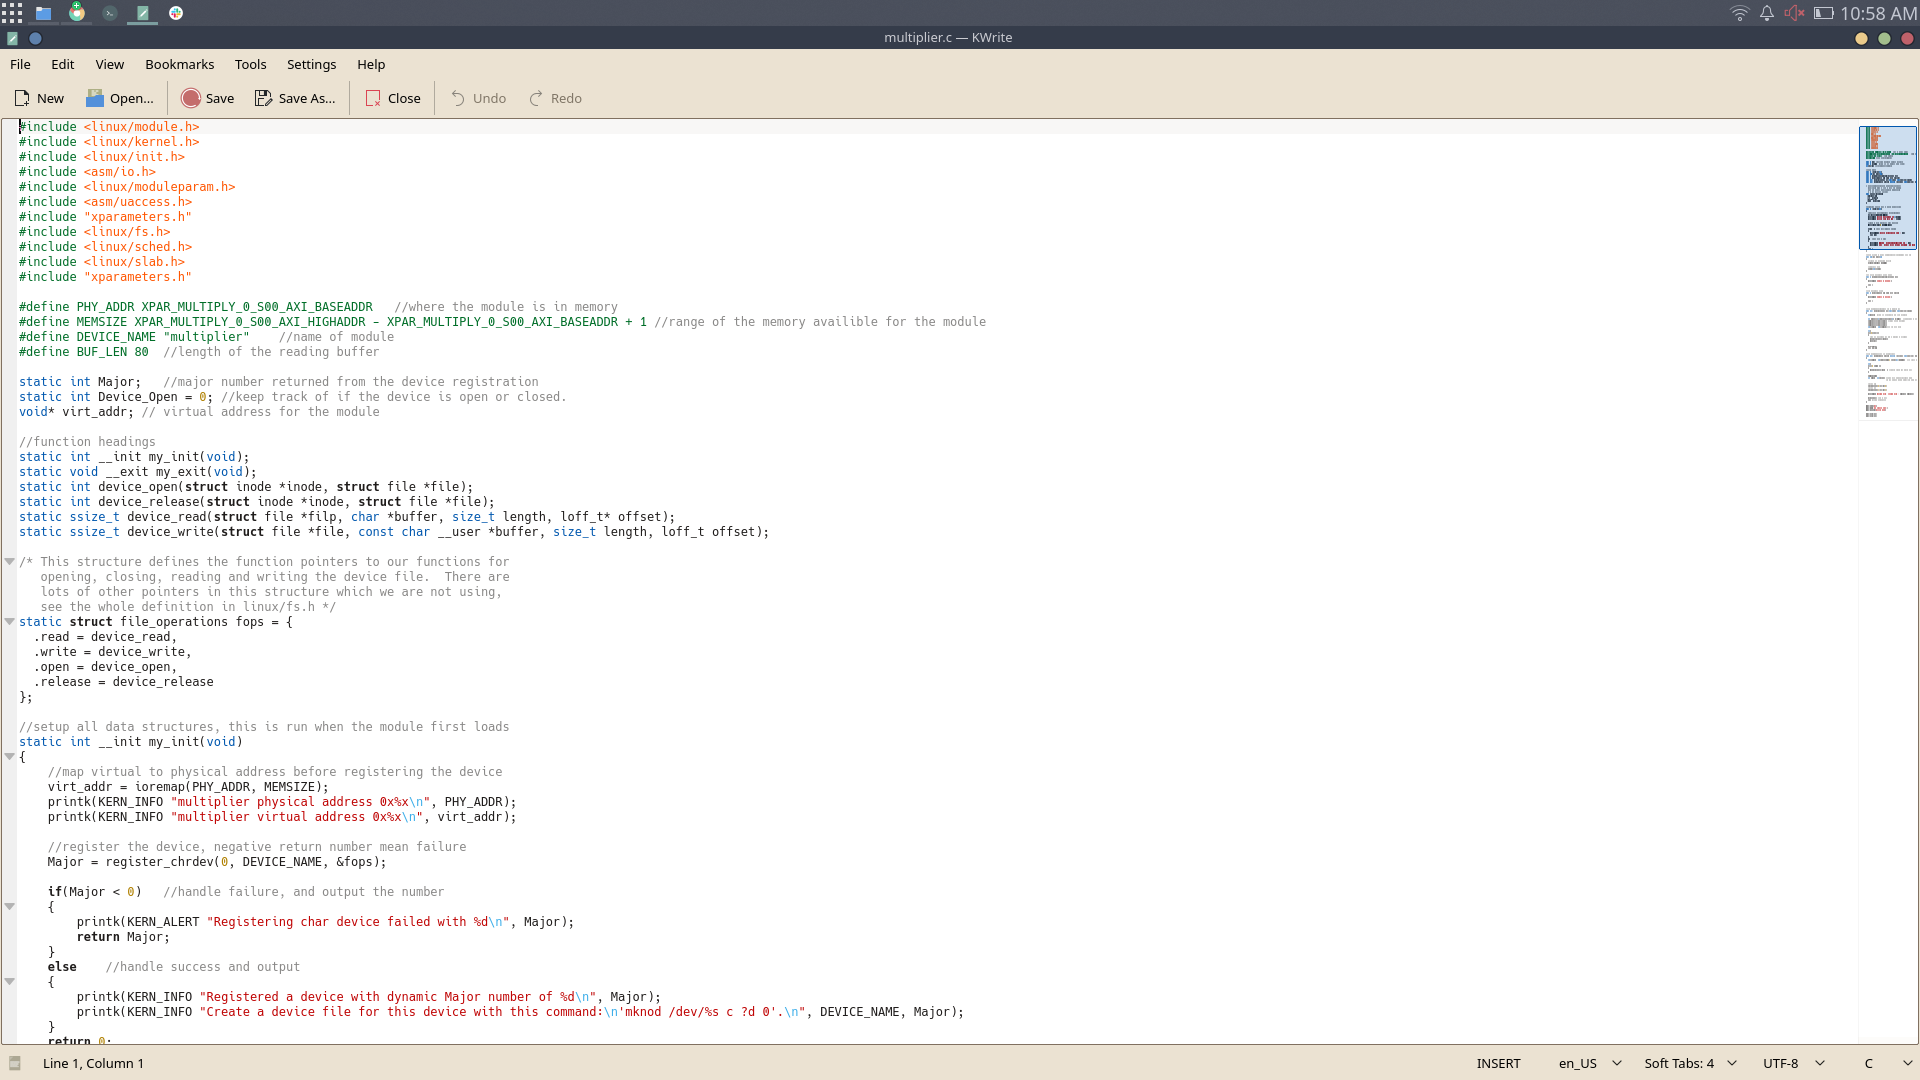 10:58 AM
multiplier.c — KWrite
File Edit View Bookmarks Tools Settings Help
New Open... Save Save As... Close Undo Redo
#include <linux/module.h>
#include <linux/kernel.h>
#include <linux/init.h>
#include <asm/io.h>
#include <linux/moduleparam.h>
#include <asm/uaccess.h>
#include "xparameters.h"
#include <linux/fs.h>
#include <linux/sched.h>
#include <linux/slab.h>
#include "xparameters.h"
#define PHY_ADDR XPAR_MULTIPLY_0_S00_AXI_BASEADDR   //where the module is in memory
#define MEMSIZE XPAR_MULTIPLY_0_S00_AXI_HIGHADDR - XPAR_MULTIPLY_0_S00_AXI_BASEADDR + 1 //range of the memory availible for the module
#define DEVICE_NAME "multiplier"    //name of module
#define BUF_LEN 80  //length of the reading buffer
static int Major;   //major number returned from the device registration
static int Device_Open = 0; //keep track of if the device is open or closed.
void* virt_addr; // virtual address for the module
//function headings
static int __init my_init(void);
static void __exit my_exit(void);
static int device_open(struct inode *inode, struct file *file);
static int device_release(struct inode *inode, struct file *file);
static ssize_t device_read(struct file *filp, char *buffer, size_t length, loff_t* offset);
static ssize_t device_write(struct file *file, const char __user *buffer, size_t length, loff_t offset);
/* This structure defines the function pointers to our functions for
   opening, closing, reading and writing the device file.  There are
   lots of other pointers in this structure which we are not using,
   see the whole definition in linux/fs.h */
static struct file_operations fops = {
  .read = device_read,
  .write = device_write,
  .open = device_open,
  .release = device_release
};
//setup all data structures, this is run when the module first loads
static int __init my_init(void)
{
    //map virtual to physical address before registering the device
    virt_addr = ioremap(PHY_ADDR, MEMSIZE);
    printk(KERN_INFO "multiplier physical address 0x%x\n", PHY_ADDR);
    printk(KERN_INFO "multiplier virtual address 0x%x\n", virt_addr);
    //register the device, negative return number mean failure
    Major = register_chrdev(0, DEVICE_NAME, &fops);
    if(Major < 0)   //handle failure, and output the number
    {
        printk(KERN_ALERT "Registering char device failed with %d\n", Major);
        return Major;
    }
    else    //handle success and output
    {
        printk(KERN_INFO "Registered a device with dynamic Major number of %d\n", Major);
        printk(KERN_INFO "Create a device file for this device with this command:\n'mknod /dev/%s c ?d 0'.\n", DEVICE_NAME, Major);
    }
    return 0;
Line 1, Column 1 INSERT en_US Soft Tabs: 4 UTF-8 C